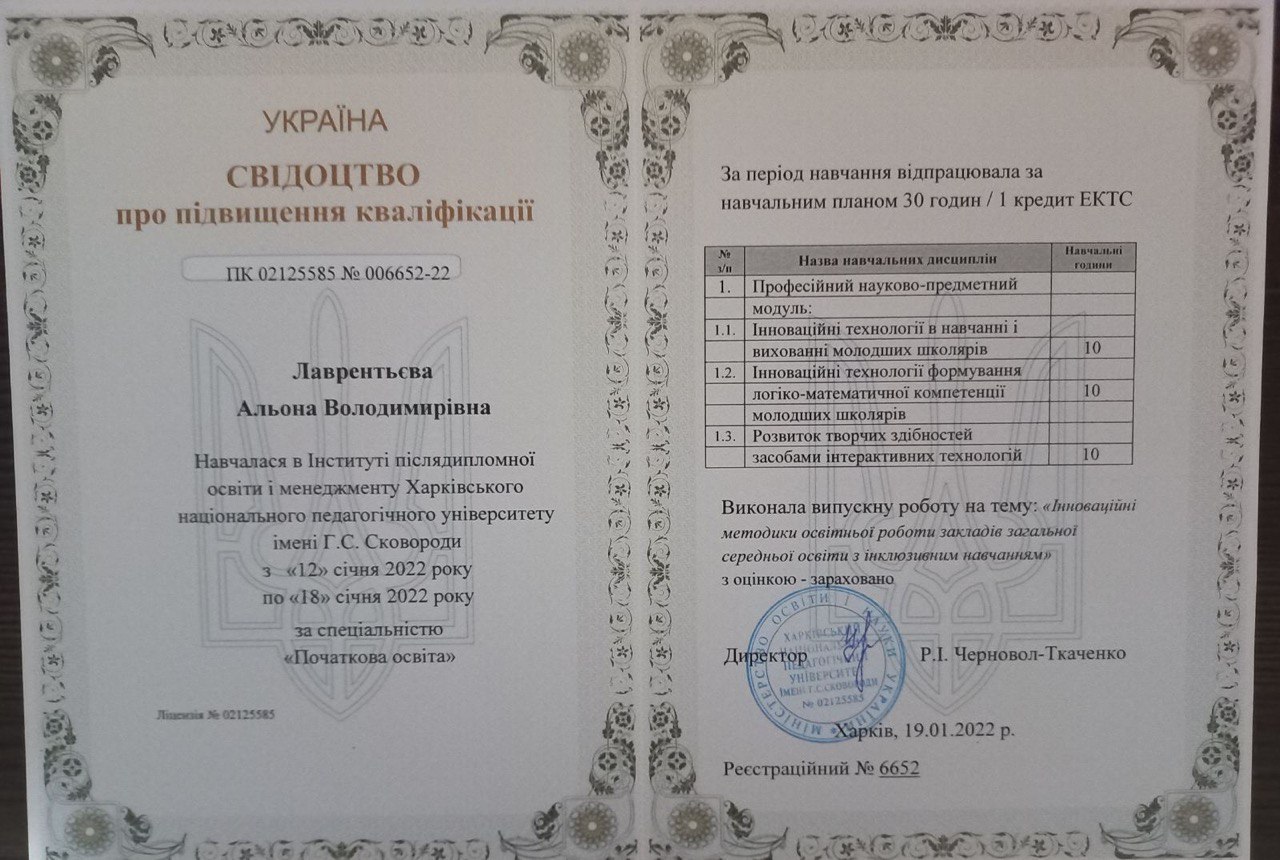 УКРАЇНА
СВІДОЦТВО
про підвищення кваліфікації
ПК 02125585 № 006652-22
Лаврентьєва
Альона Володимирівна
Навчалася в Інституті післядипломної
освіти і менеджменту Харківського
національного педагогічного університету
імені Г.С. Сковороди
з «12» січня 2022 року
по «18» січня 2022 року
за спеціальністю
«Початкова освіта»
Ліцензія № 02125585
За період навчання відпрацювала за
навчальним планом 30 годин / 1 кредит ЕКТС
№ з/п Назва навчальних дисциплін Навчальні години
1. Професійний науково-предметний
модуль:
1.1. Інноваційні технології в навчанні і
вихованні молодших школярів 10
1.2. Інноваційні технології формування
логіко-математичної компетенції 10
молодших школярів
1.3. Розвиток творчих здібностей
засобами інтерактивних технологій 10
Виконала випускну роботу на тему: «Інноваційні
методики освітньої роботи закладів загальної
середньої освіти з інклюзивним навчанням»
з оцінкою - зараховано
МІНІСТЕРСТВО ОСВІТИ І НАУКИ УКРАЇНИ
ХАРКІВСЬКИЙ
НАЦІОНАЛЬНИЙ
ПЕДАГОГІЧНИЙ
УНІВЕРСИТЕТ
ІМЕНІ Г.С.СКОВОРОДИ
№ 02125585
Директор Р.І. Черновол-Ткаченко
Харків, 19.01.2022 р.
Реєстраційний № 6652